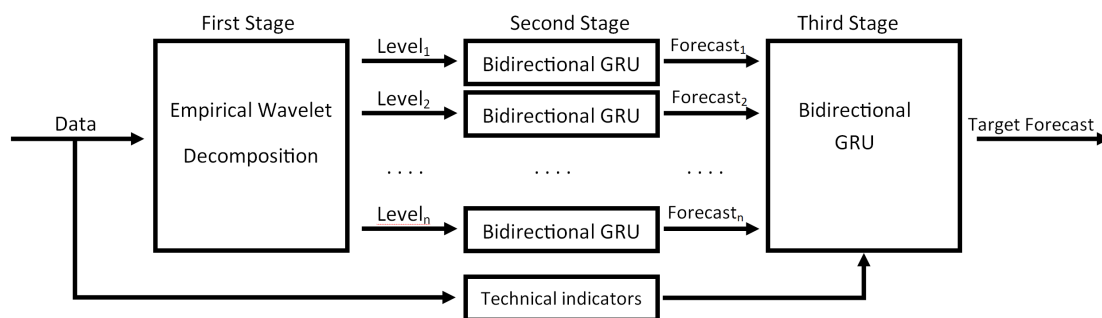 First Stage
Second Stage
Third Stage
Data
Empirical Wavelet
Decomposition
Level1
Bidirectional GRU
Forecast1
Level2
Bidirectional GRU
Forecast2
. . . .
. . . .
. . . .
Leveln
Bidirectional GRU
Forecastn
Bidirectional
GRU
Target Forecast
Technical indicators